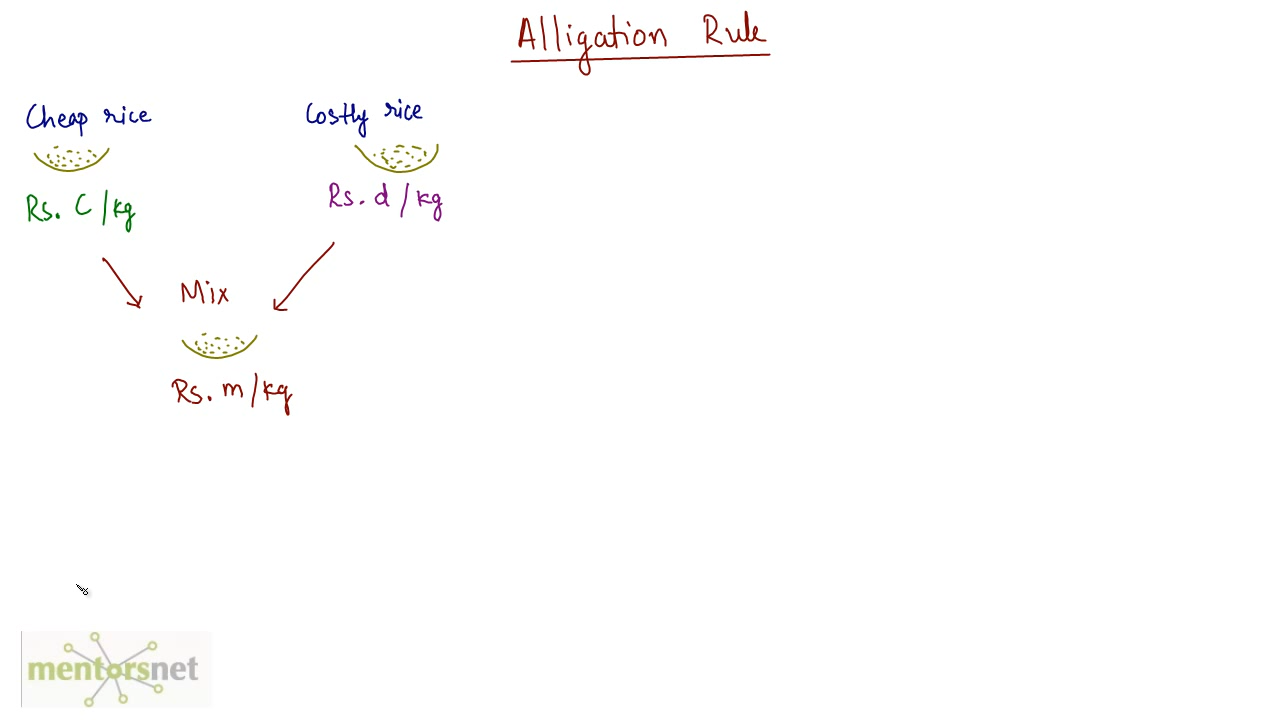 Alligation Rule
Cheap rice
Costly rice
Rs. C/kg
Rs. d/kg
Mix
Rs. m/kg
mentorsnet